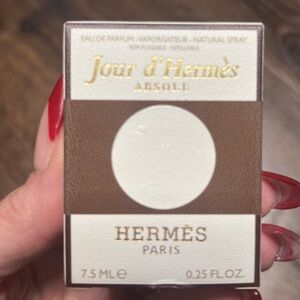 EAU DE PARFUM - VAPORISATEUR - NATURAL SPRAY
RECHARGEABLE - REFILLABLE
Jour d'Hermès
ABSOLU
HERMÈS
PARIS
7.5 ML e 0.25 FL.OZ.